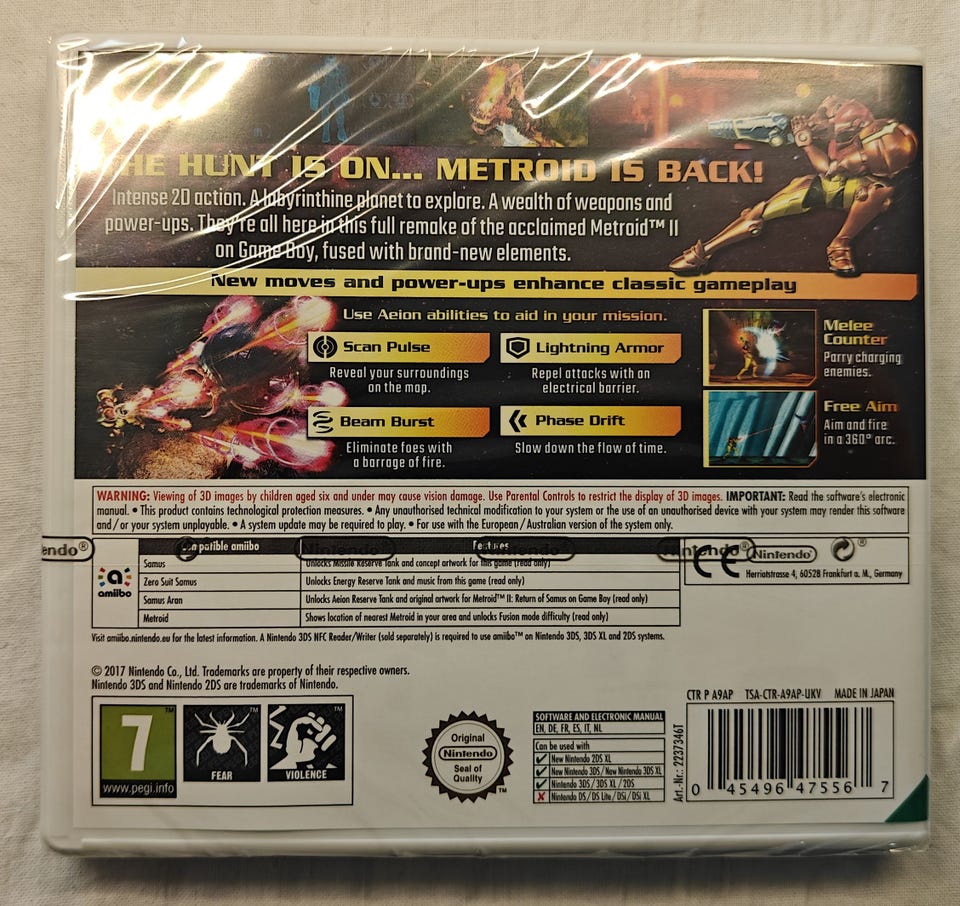 THE HUNT IS ON... METROID IS BACK!
Intense 2D action. A labyrinthine planet to explore. A wealth of weapons and
power-ups. They're all here in this full remake of the acclaimed Metroid™ II
on Game Boy, fused with brand-new elements.
New moves and power-ups enhance classic gameplay
Use Aeion abilities to aid in your mission.
Scan Pulse
Reveal your surroundings
on the map.
Lightning Armor
Repel attacks with an
electrical barrier.
Beam Burst
Eliminate foes with
a barrage of fire.
Phase Drift
Slow down the flow of time.
Melee
Counter
Parry charging
enemies.
Free Aim
Aim and fire
in a 360° arc.
WARNING: Viewing of 3D images by children aged six and under may cause vision damage. Use Parental Controls to restrict the display of 3D images. IMPORTANT: Read the software's electronic
manual. • This product contains technological protection measures. • Any unauthorised technical modification to your system or the use of an unauthorised device with your system may render this software
and/or your system unplayable. • A system update may be required to play. • For use with the European/Australian version of the system only.
endo®
Nintendo
Nintendo®
amiibo
Compatible amiibo Features
Samus Unlocks Missile Reserve Tank and concept artwork for this game (read only)
Zero Suit Samus Unlocks Energy Reserve Tank and music from this game (read only)
Samus Aran Unlocks Aeion Reserve Tank and original artwork for Metroid™ II: Return of Samus on Game Boy (read only)
Metroid Shows location of nearest Metroid in your area and unlocks Fusion mode difficulty (read only)
CE Nintendo®
Herriotstrasse 4, 60528 Frankfurt a. M., Germany
Visit amiibo.nintendo.eu for the latest information. A Nintendo 3DS NFC Reader/Writer (sold separately) is required to use amiibo™ on Nintendo 3DS, 3DS XL and 2DS systems.
© 2017 Nintendo Co., Ltd. Trademarks are property of their respective owners.
Nintendo 3DS and Nintendo 2DS are trademarks of Nintendo.
7™
www.pegi.info
FEAR
VIOLENCE
Original
Nintendo
Seal of
Quality
™
SOFTWARE AND ELECTRONIC MANUAL
EN, DE, FR, ES, IT, NL
Can be used with
New Nintendo 2DS XL
New Nintendo 3DS/New Nintendo 3DS XL
Nintendo 3DS/3DS XL/2DS
Nintendo DS/DS Lite/DSi/DSi XL
CTR P A9AP TSA-CTR-A9AP-UKV MADE IN JAPAN
Art.-Nr.: 2237346T
0 45496 47556 7